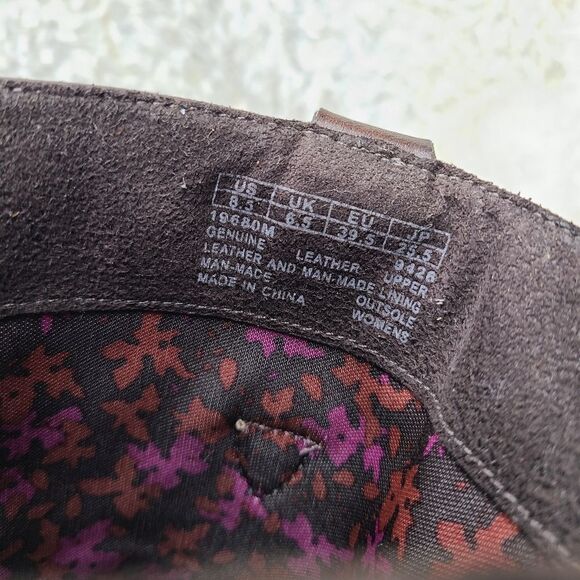 US UK EU JP
8.5 6.5 39.5 25.5
19680M 9426
GENUINE LEATHER UPPER
LEATHER AND MAN-MADE LINING
MAN-MADE OUTSOLE
MADE IN CHINA WOMENS